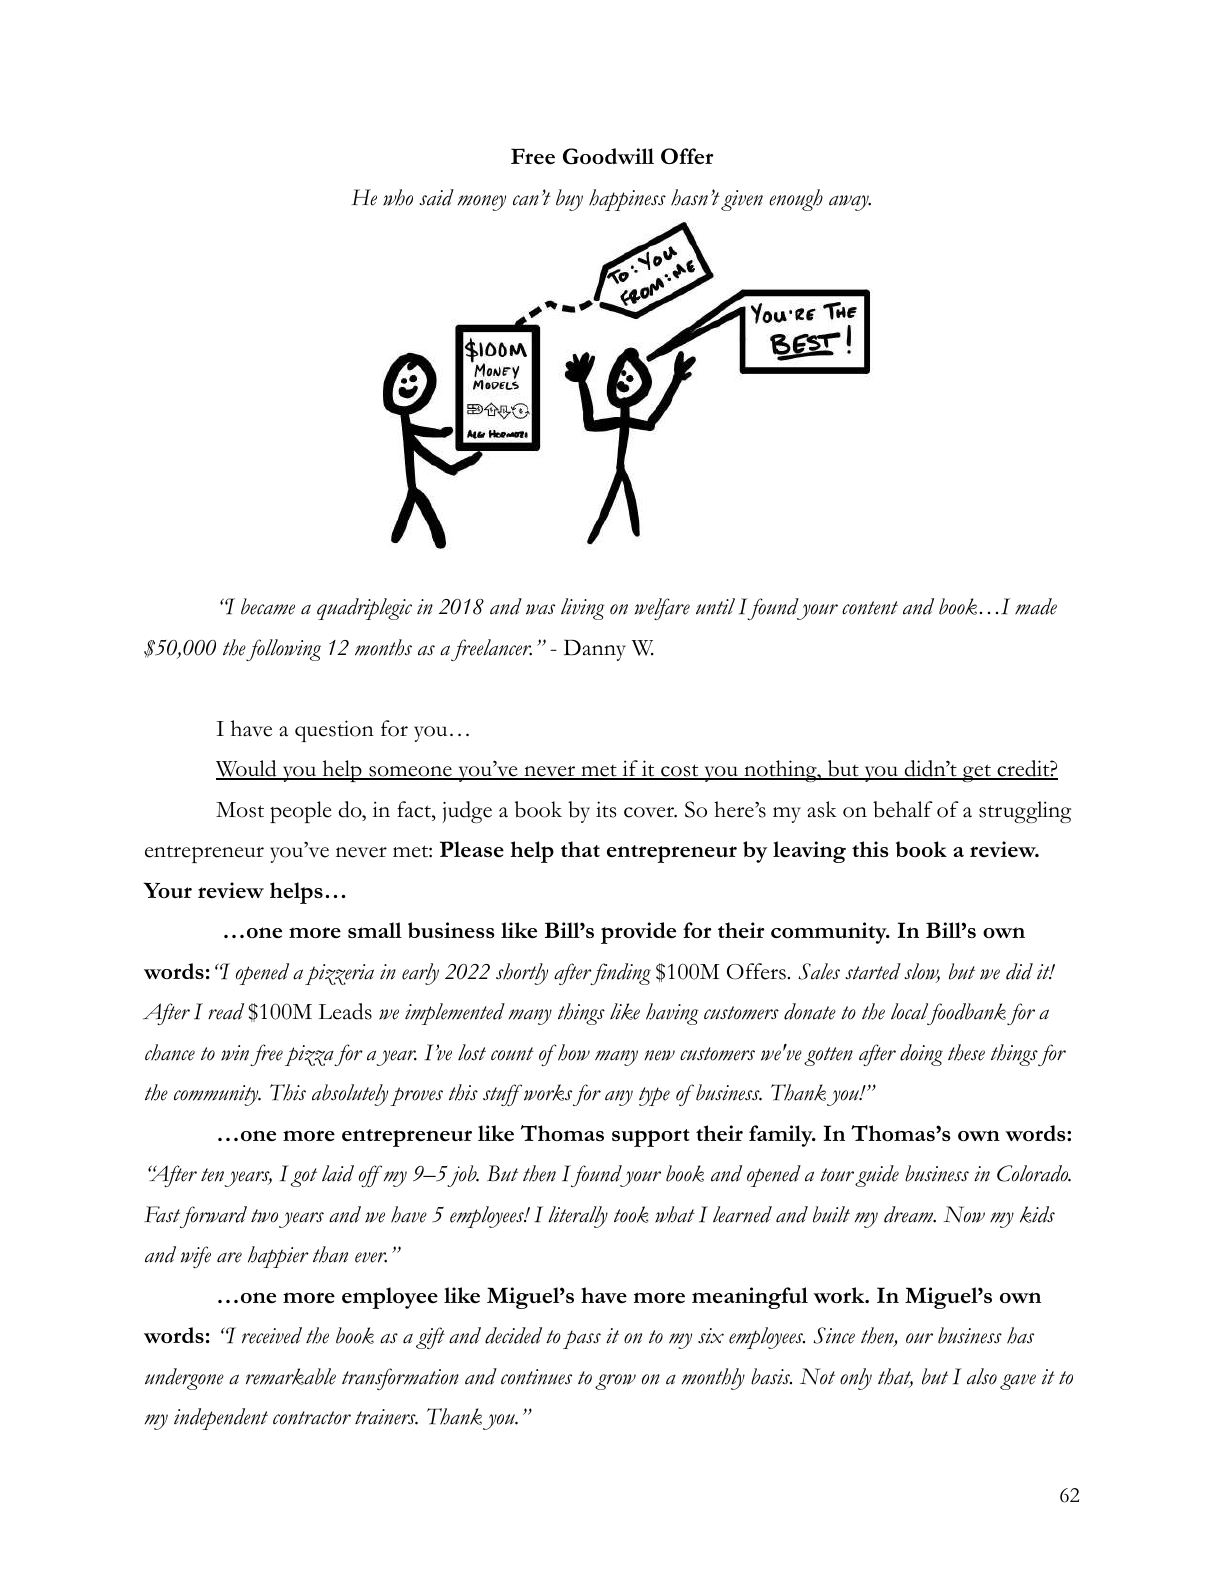 Free Goodwill Offer
He who said money can’t buy happiness hasn’t given enough away.
TO: YOU
FROM: ME
YOU'RE THE
BEST!
$100M
MONEY
MODELS
ALEX HORMOZI
“I became a quadriplegic in 2018 and was living on welfare until I found your content and book…I made
$50,000 the following 12 months as a freelancer.” - Danny W.
I have a question for you…
Would you help someone you’ve never met if it cost you nothing, but you didn’t get credit?
Most people do, in fact, judge a book by its cover. So here’s my ask on behalf of a struggling
entrepreneur you’ve never met: Please help that entrepreneur by leaving this book a review.
Your review helps…
…one more small business like Bill’s provide for their community. In Bill’s own
words: “I opened a pizzeria in early 2022 shortly after finding $100M Offers. Sales started slow, but we did it!
After I read $100M Leads we implemented many things like having customers donate to the local foodbank for a
chance to win free pizza for a year. I’ve lost count of how many new customers we've gotten after doing these things for
the community. This absolutely proves this stuff works for any type of business. Thank you!”
…one more entrepreneur like Thomas support their family. In Thomas’s own words:
“After ten years, I got laid off my 9–5 job. But then I found your book and opened a tour guide business in Colorado.
Fast forward two years and we have 5 employees! I literally took what I learned and built my dream. Now my kids
and wife are happier than ever.”
…one more employee like Miguel’s have more meaningful work. In Miguel’s own
words: “I received the book as a gift and decided to pass it on to my six employees. Since then, our business has
undergone a remarkable transformation and continues to grow on a monthly basis. Not only that, but I also gave it to
my independent contractor trainers. Thank you.”
62